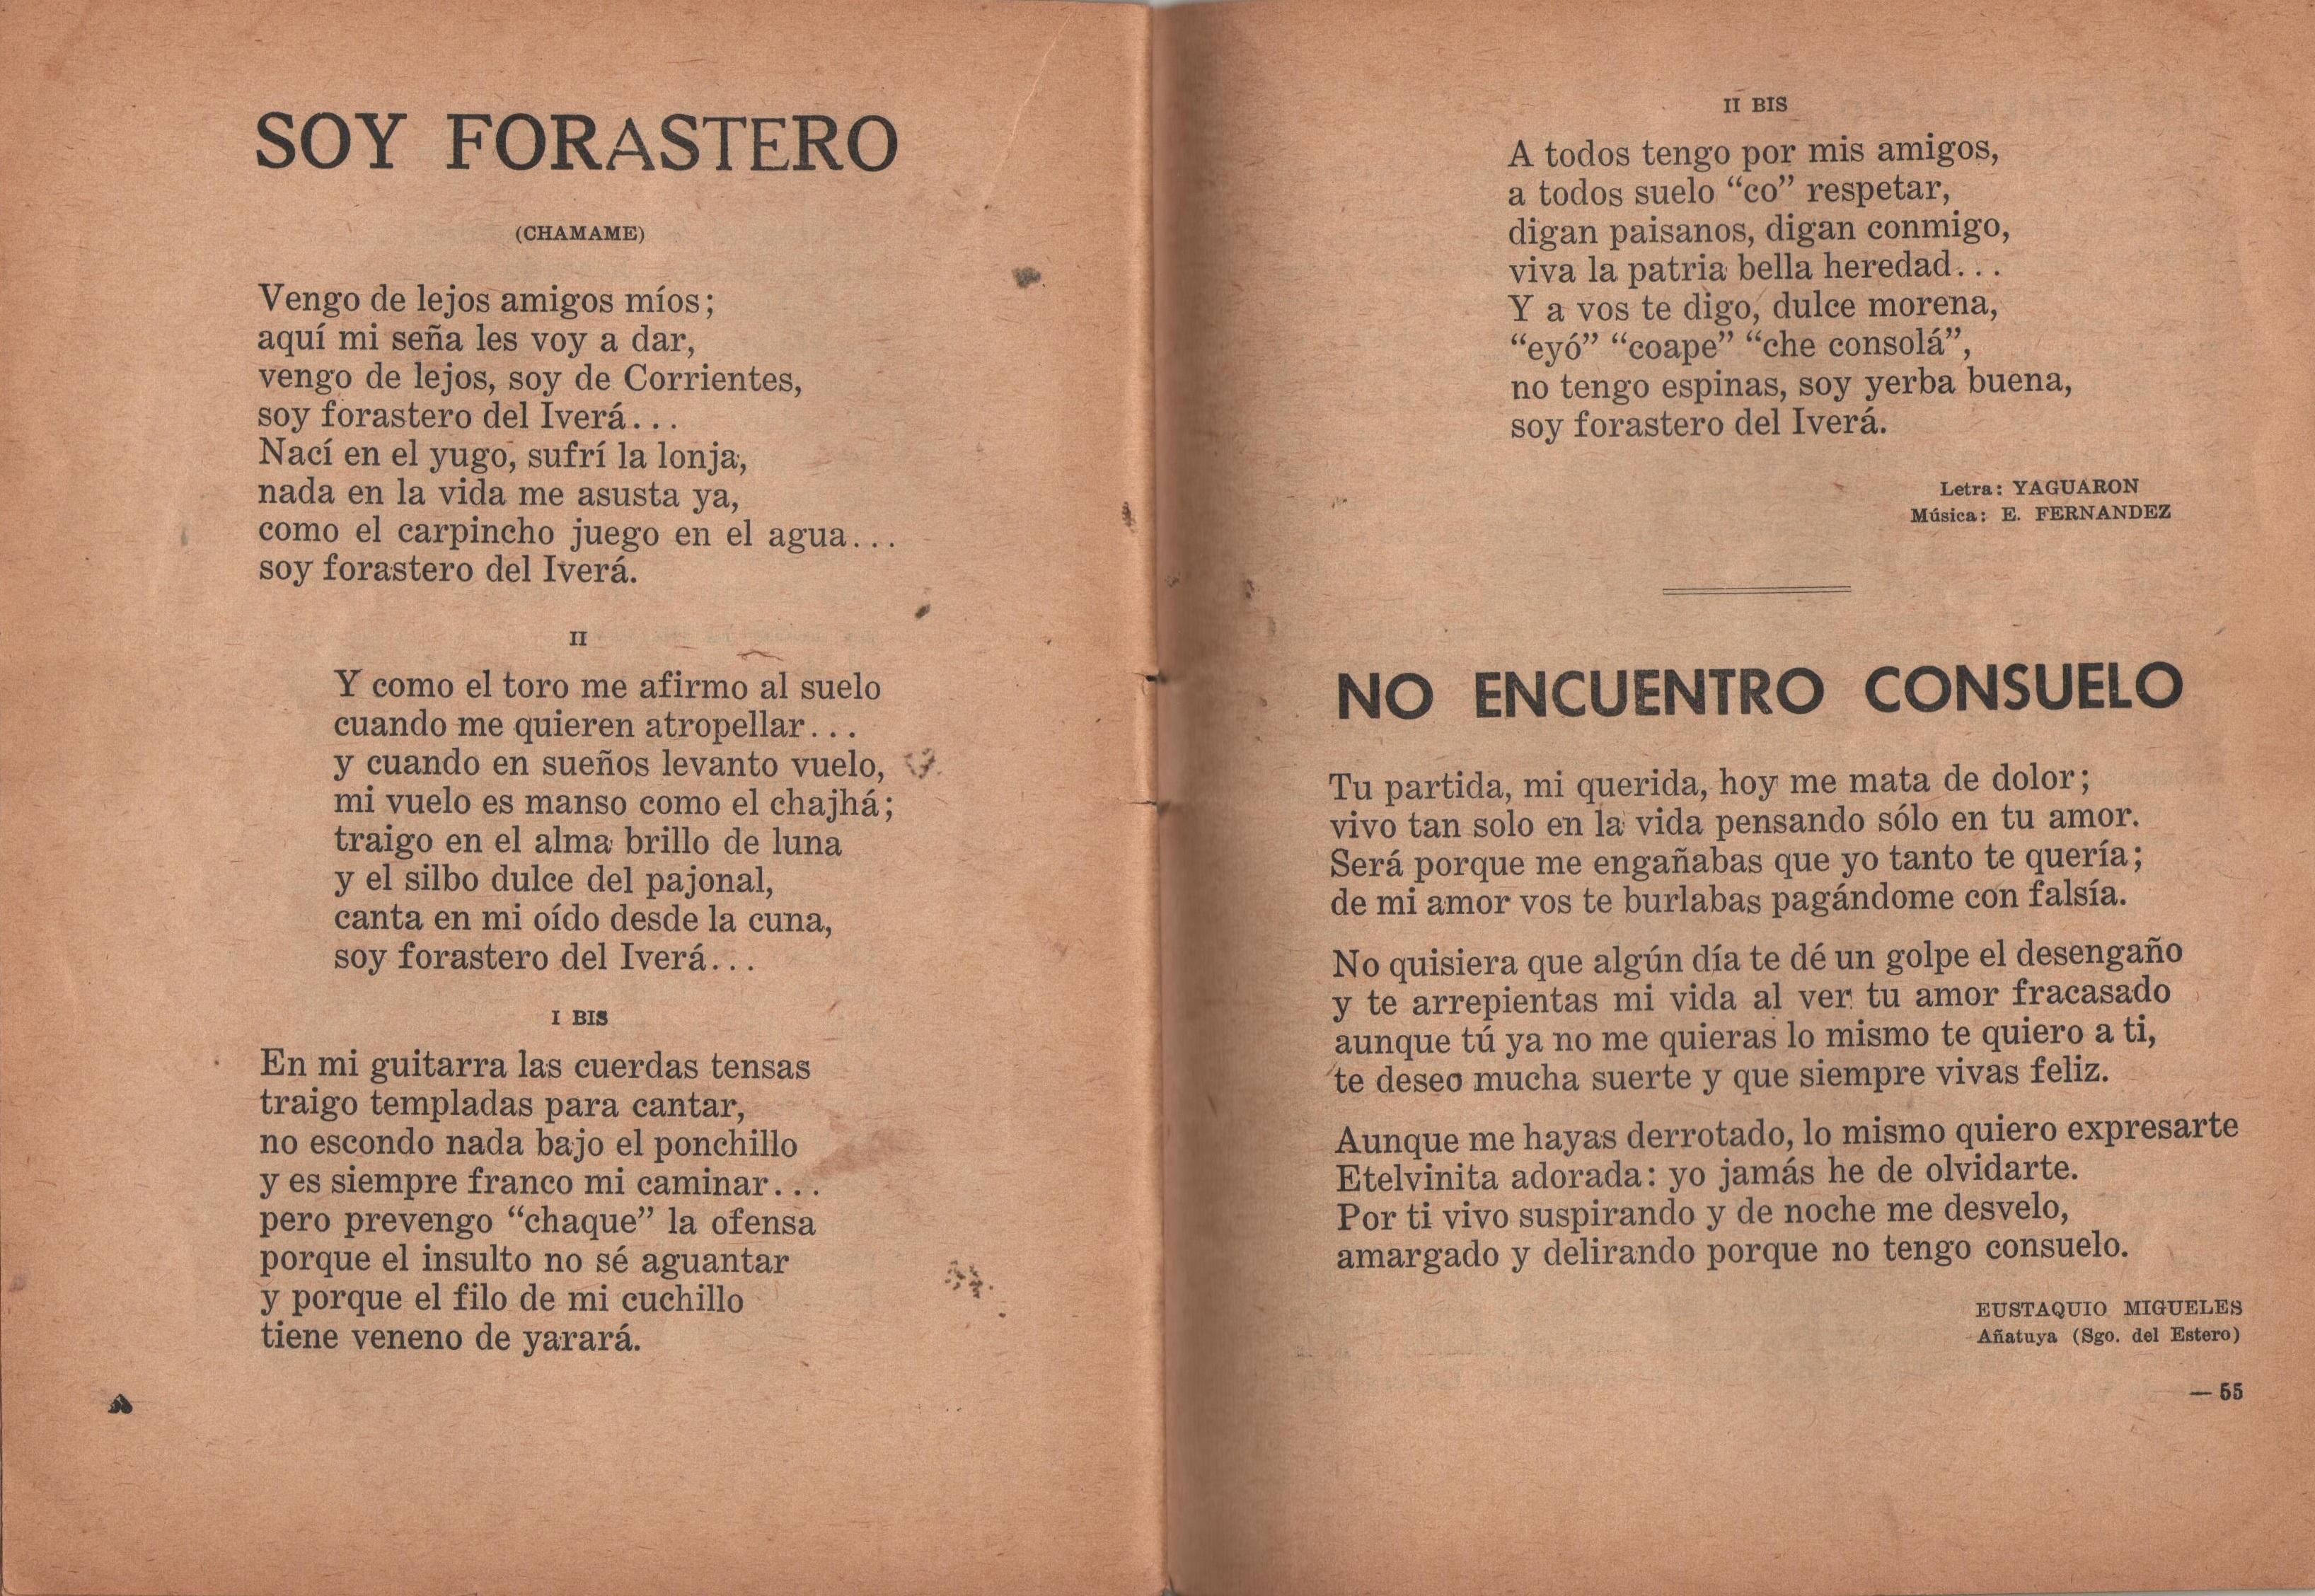 SOY FORASTERO
(CHAMAME)
Vengo de lejos amigos míos;
aquí mi seña les voy a dar,
vengo de lejos, soy de Corrientes,
soy forastero del Iverá...
Nací en el yugo, sufrí la lonja,
nada en la vida me asusta ya,
como el carpincho juego en el agua...
soy forastero del Iverá.
II
Y como el toro me afirmo al suelo
cuando me quieren atropellar...
y cuando en sueños levanto vuelo,
mi vuelo es manso como el chajhá;
traigo en el alma brillo de luna
y el silbo dulce del pajonal,
canta en mi oído desde la cuna,
soy forastero del Iverá...
I BIS
En mi guitarra las cuerdas tensas
traigo templadas para cantar,
no escondo nada bajo el ponchillo
y es siempre franco mi caminar...
pero prevengo “chaque” la ofensa
porque el insulto no sé aguantar
y porque el filo de mi cuchillo
tiene veneno de yarará.
II BIS
A todos tengo por mis amigos,
a todos suelo “co” respetar,
digan paisanos, digan conmigo,
viva la patria bella heredad...
Y a vos te digo, dulce morena,
“eyó” “coape” “che consolá”,
no tengo espinas, soy yerba buena,
soy forastero del Iverá.
Letra: YAGUARON
Música: E. FERNANDEZ
NO ENCUENTRO CONSUELO
Tu partida, mi querida, hoy me mata de dolor;
vivo tan solo en la vida pensando sólo en tu amor.
Será porque me engañabas que yo tanto te quería;
de mi amor vos te burlabas pagándome con falsía.
No quisiera que algún día te dé un golpe el desengaño
y te arrepientas mi vida al ver tu amor fracasado
aunque tú ya no me quieras lo mismo te quiero a ti,
te deseo mucha suerte y que siempre vivas feliz.
Aunque me hayas derrotado, lo mismo quiero expresarte
Etelvinita adorada: yo jamás he de olvidarte.
Por ti vivo suspirando y de noche me desvelo,
amargado y delirando porque no tengo consuelo.
EUSTAQUIO MIGUELES
Añatuya (Sgo. del Estero)
— 55